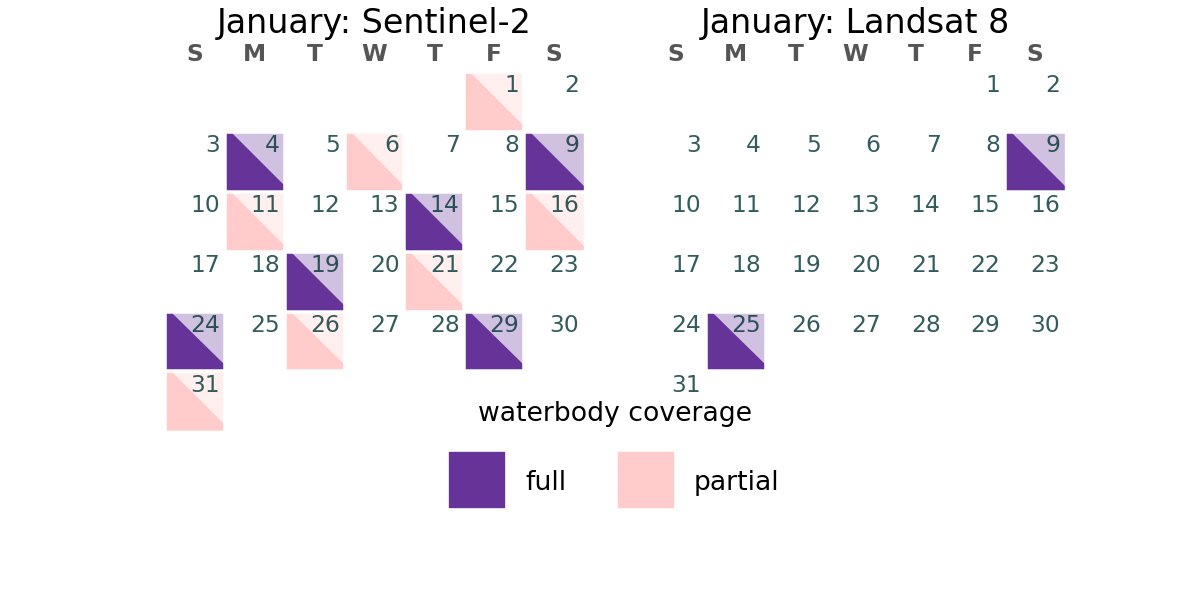 January: Sentinel-2
S M T W T F S
1 2
3 4 5 6 7 8 9
10 11 12 13 14 15 16
17 18 19 20 21 22 23
24 25 26 27 28 29 30
31
January: Landsat 8
S M T W T F S
1 2
3 4 5 6 7 8 9
10 11 12 13 14 15 16
17 18 19 20 21 22 23
24 25 26 27 28 29 30
31
waterbody coverage
full partial